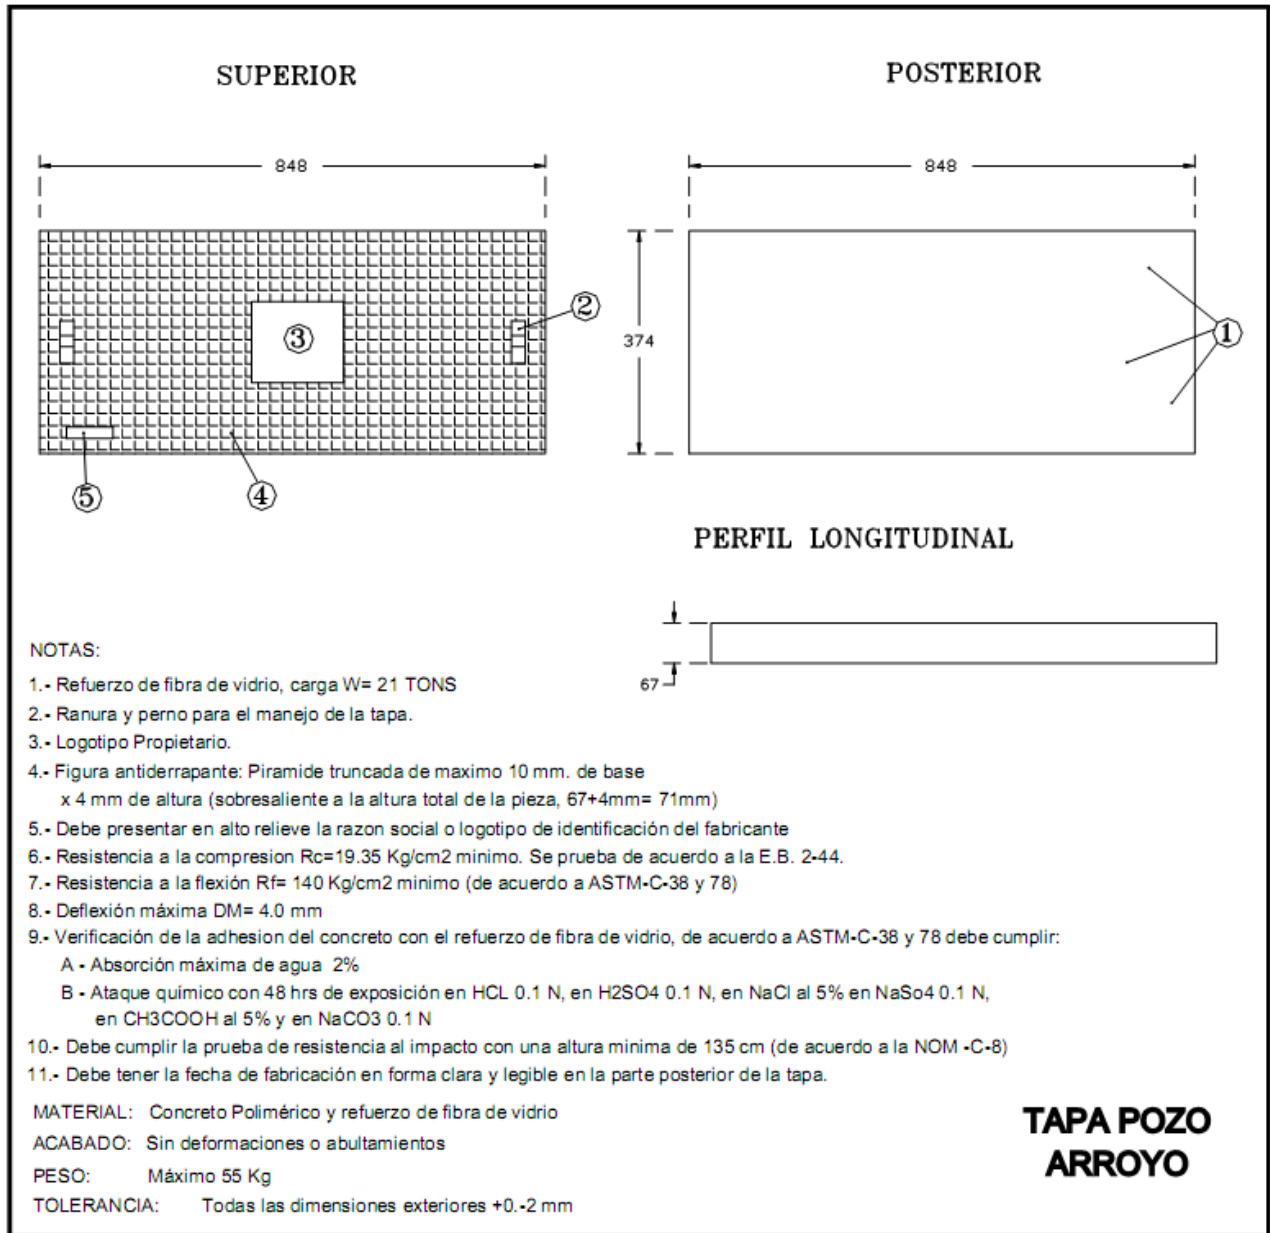 SUPERIOR
POSTERIOR
848
848
2
3
374
1
5
4
PERFIL LONGITUDINAL
67
NOTAS:
1.- Refuerzo de fibra de vidrio, carga W= 21 TONS
2.- Ranura y perno para el manejo de la tapa.
3.- Logotipo Propietario.
4.- Figura antiderrapante: Piramide truncada de maximo 10 mm. de base
x 4 mm de altura (sobresaliente a la altura total de la pieza, 67+4mm= 71mm)
5.- Debe presentar en alto relieve la razon social o logotipo de identificación del fabricante
6.- Resistencia a la compresion Rc=19.35 Kg/cm2 minimo. Se prueba de acuerdo a la E.B. 2-44.
7.- Resistencia a la flexión Rf= 140 Kg/cm2 minimo (de acuerdo a ASTM-C-38 y 78)
8.- Deflexión máxima DM= 4.0 mm
9.- Verificación de la adhesion del concreto con el refuerzo de fibra de vidrio, de acuerdo a ASTM-C-38 y 78 debe cumplir:
A - Absorción máxima de agua 2%
B - Ataque químico con 48 hrs de exposición en HCL 0.1 N, en H2SO4 0.1 N, en NaCl al 5% en NaSo4 0.1 N,
en CH3COOH al 5% y en NaCO3 0.1 N
10.- Debe cumplir la prueba de resistencia al impacto con una altura minima de 135 cm (de acuerdo a la NOM -C-8)
11.- Debe tener la fecha de fabricación en forma clara y legible en la parte posterior de la tapa.
MATERIAL: Concreto Polimérico y refuerzo de fibra de vidrio
ACABADO: Sin deformaciones o abultamientos
PESO: Máximo 55 Kg
TOLERANCIA: Todas las dimensiones exteriores +0.-2 mm
TAPA POZO
ARROYO